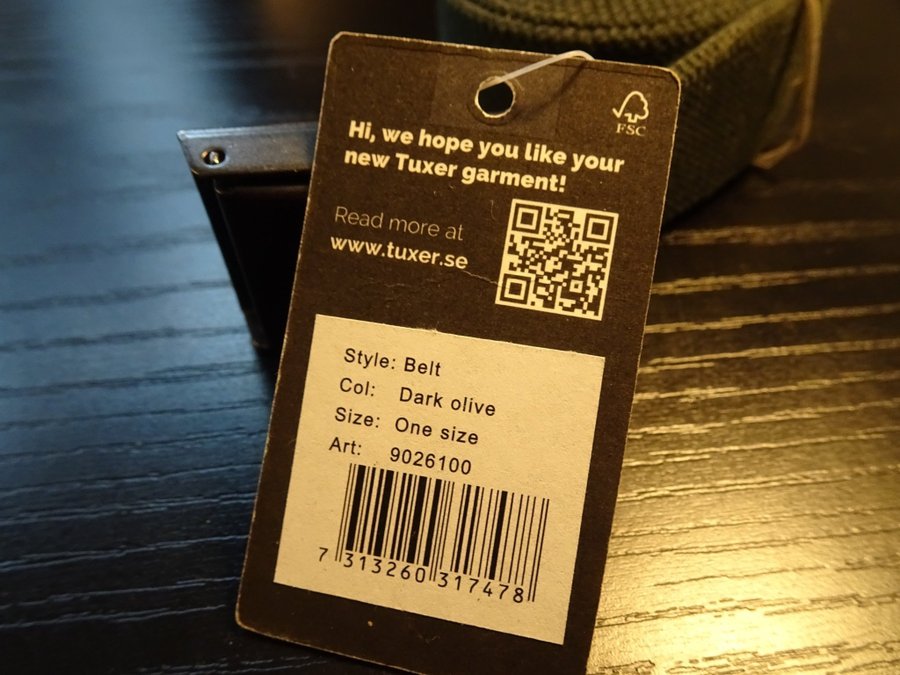 FSC
Hi, we hope you like your
new Tuxer garment!
Read more at
www.tuxer.se
Style: Belt
Col: Dark olive
Size: One size
Art: 9026100
7 313260 317478